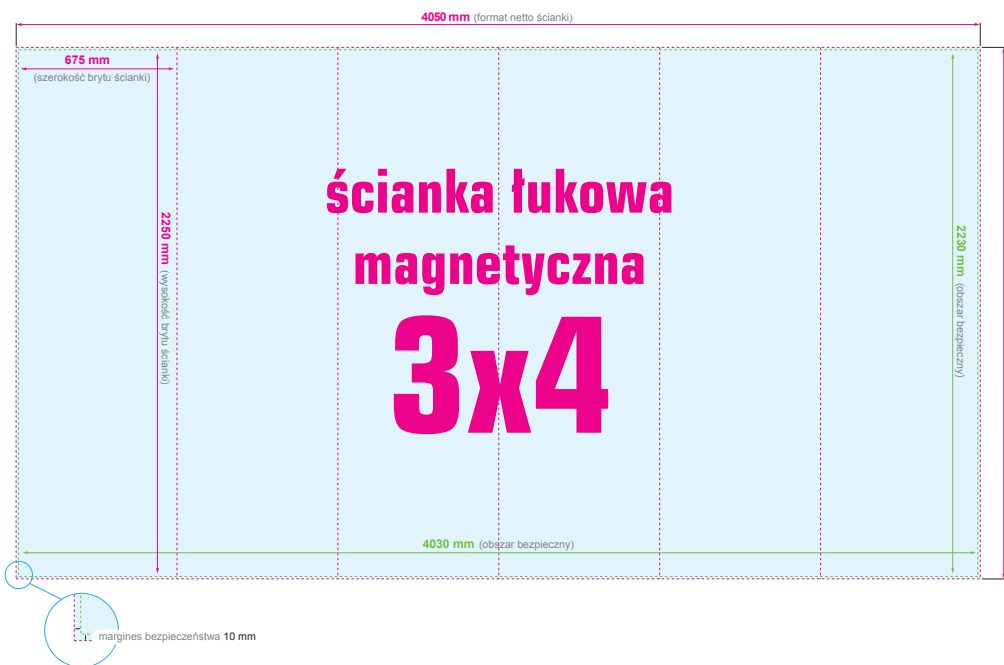 4050 mm (format netto ścianki)
675 mm
(szerokość brytu ścianki)
ścianka łukowa
magnetyczna
3x4
2250 mm (wysokość brytu ścianki)
2230 mm (obszar bezpieczny)
4030 mm (obszar bezpieczny)
margines bezpieczeństwa 10 mm